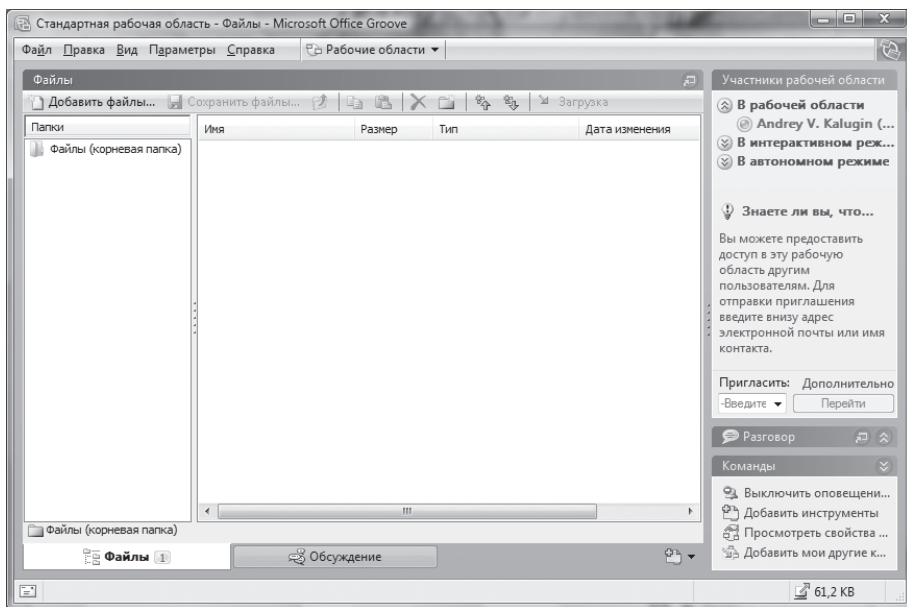 Стандартная рабочая область - Файлы - Microsoft Office Groove
Файл Правка Вид Параметры Справка Рабочие области
Файлы
Добавить файлы... Сохранить файлы... Загрузка
Папки
Имя Размер Тип Дата изменения
Файлы (корневая папка)
Файлы (корневая папка)
Файлы 1 Обсуждение
Участники рабочей области
В рабочей области
Andrey V. Kalugin (...
В интерактивном реж...
В автономном режиме
Знаете ли вы, что...
Вы можете предоставить
доступ в эту рабочую
область другим
пользователям. Для
отправки приглашения
введите внизу адрес
электронной почты или имя
контакта.
Пригласить: Дополнительно
-Введите Перейти
Разговор
Команды
Выключить оповещени...
Добавить инструменты
Просмотреть свойства ...
Добавить мои другие к...
61,2 KB